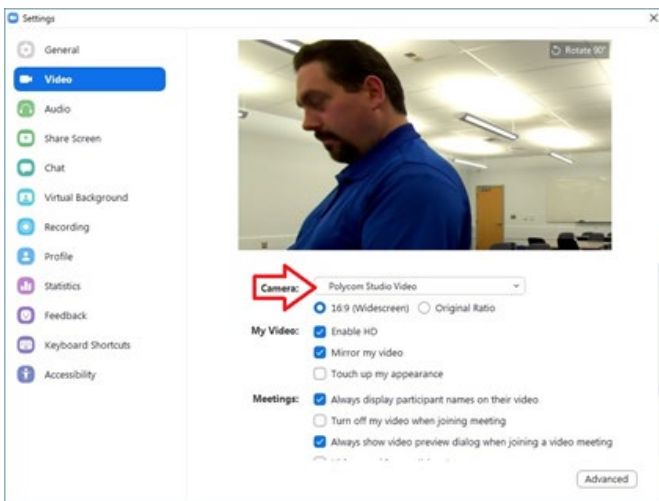 Settings
General
Video
Audio
Share Screen
Chat
Virtual Background
Recording
Profile
Statistics
Feedback
Keyboard Shortcuts
Accessibility
Rotate 90°
Camera: Polycom Studio Video
16:9 (Widescreen) Original Ratio
My Video: Enable HD
Mirror my video
Touch up my appearance
Meetings: Always display participant names on their video
Turn off my video when joining meeting
Always show video preview dialog when joining a video meeting
Advanced